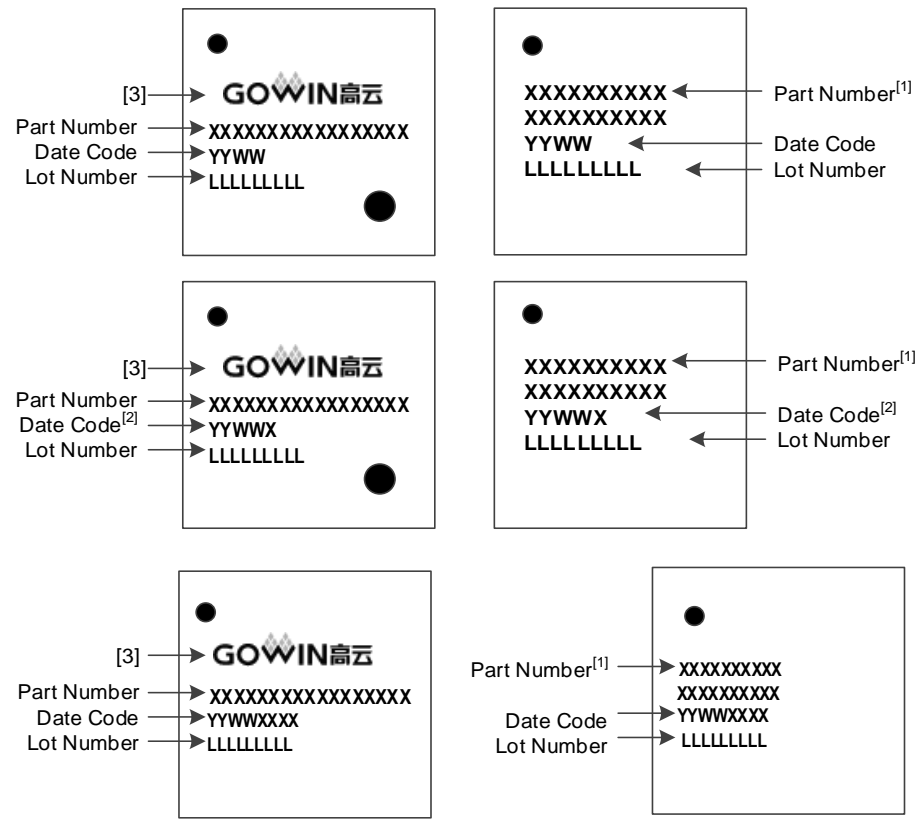 [3] GOWIN高云
Part Number XXXXXXXXXXXXXXXXX
Date Code YYWW
Lot Number LLLLLLLLL
XXXXXXXXXX Part Number[1]
XXXXXXXXXX
YYWW Date Code
LLLLLLLLL Lot Number
[3] GOWIN高云
Part Number XXXXXXXXXXXXXXXXX
Date Code[2] YYWWX
Lot Number LLLLLLLLL
XXXXXXXXXX Part Number[1]
XXXXXXXXXX
YYWWX Date Code[2]
LLLLLLLLL Lot Number
[3] GOWIN高云
Part Number XXXXXXXXXXXXXXXXX
Date Code YYWWXXXX
Lot Number LLLLLLLLL
Part Number[1] XXXXXXXXXX
XXXXXXXXXX
Date Code YYWWXXXX
Lot Number LLLLLLLLL